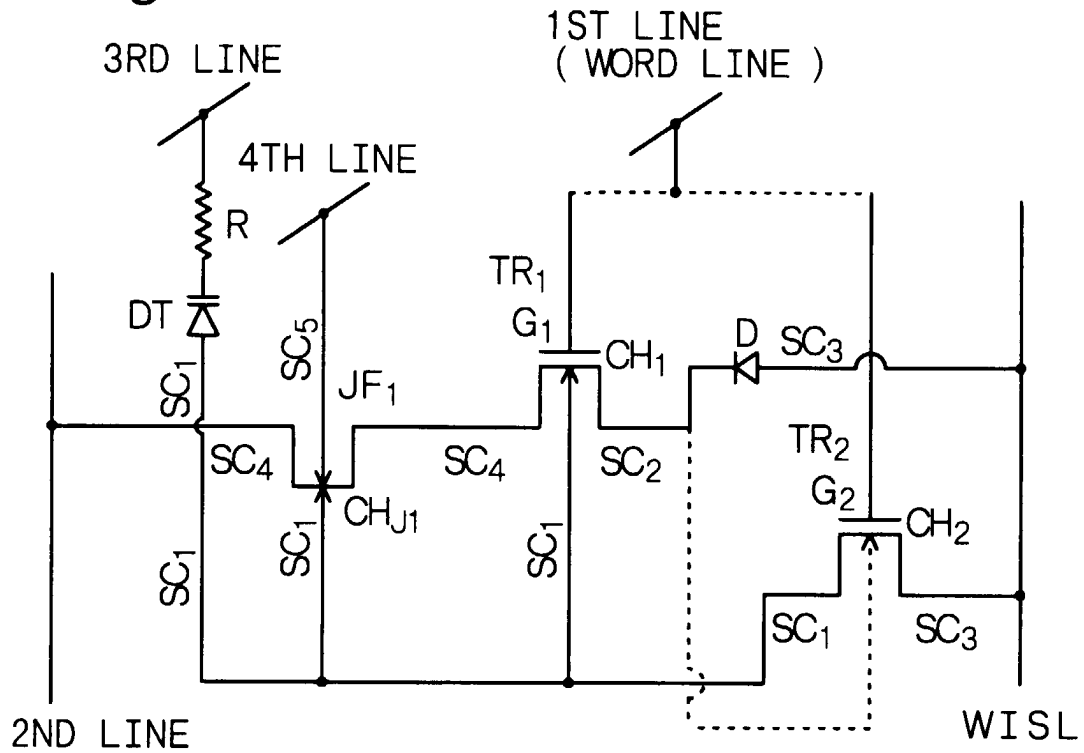 1ST LINE
( WORD LINE )
3RD LINE
4TH LINE
R
TR1
DT
G1
D
SC3
SC5
CH1
SC1
JF1
TR2
SC4
SC4
SC2
G2
CHJ1
CH2
SC1
SC1
SC1
SC1
SC3
2ND LINE
WISL